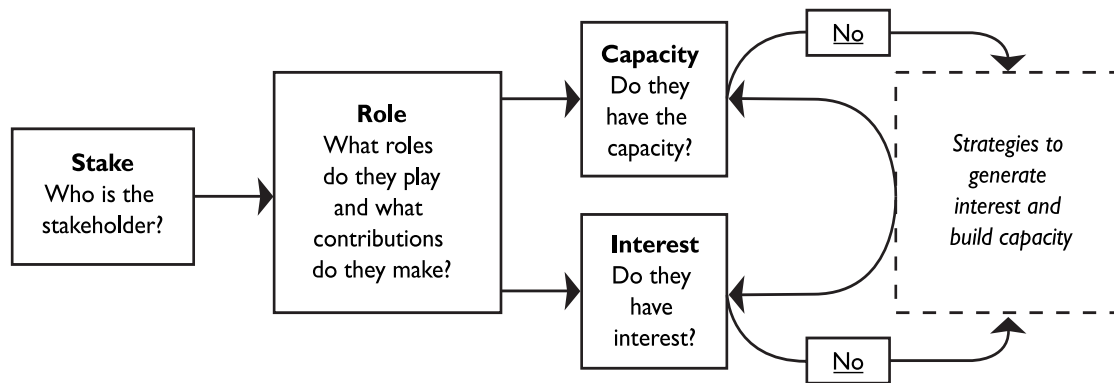 Stake
Who is the
stakeholder?
Role
What roles
do they play
and what
contributions
do they make?
Capacity
Do they
have the
capacity?
Interest
Do they
have
interest?
No
No
Strategies to
generate
interest and
build capacity